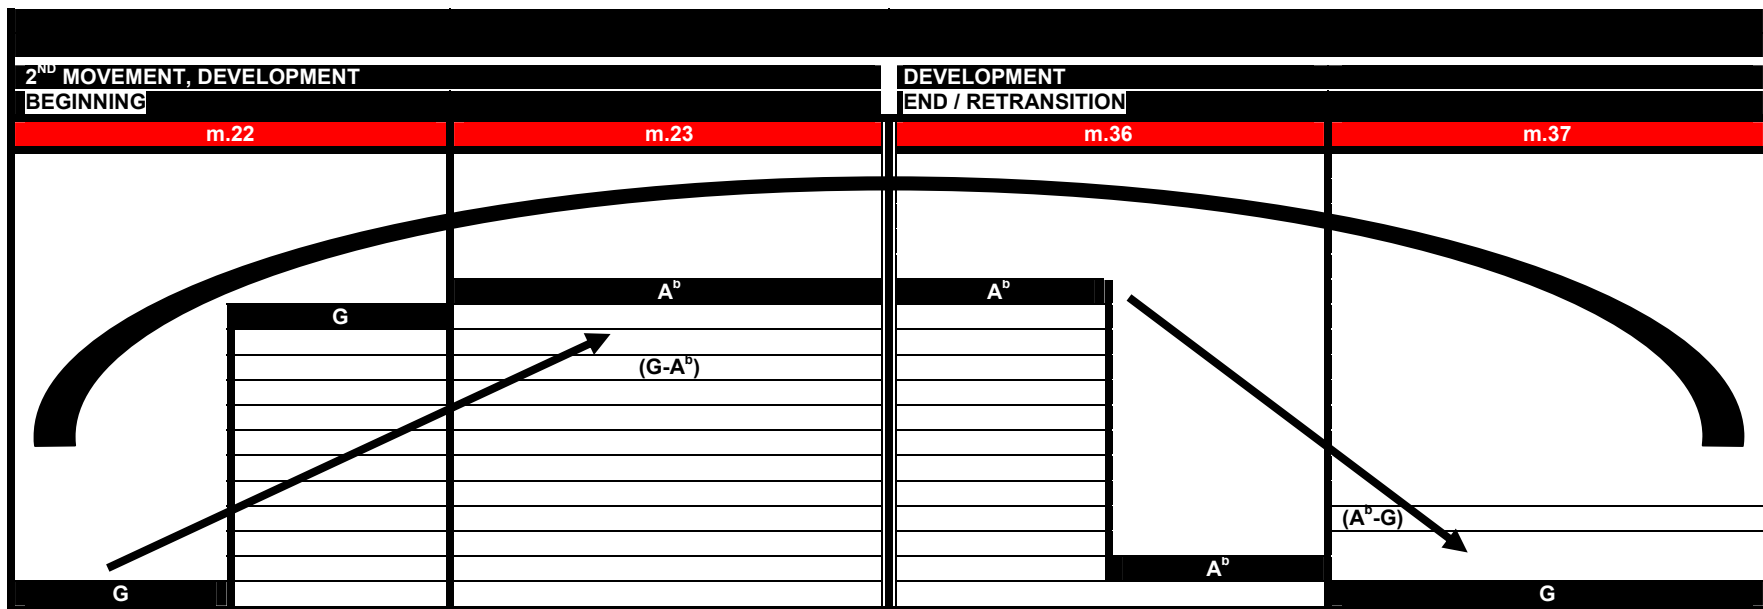 2ND MOVEMENT, DEVELOPMENT
BEGINNING
DEVELOPMENT
END / RETRANSITION
m.22 m.23 m.36 m.37
Ab Ab
G
(G-Ab)
(Ab-G)
Ab
G G